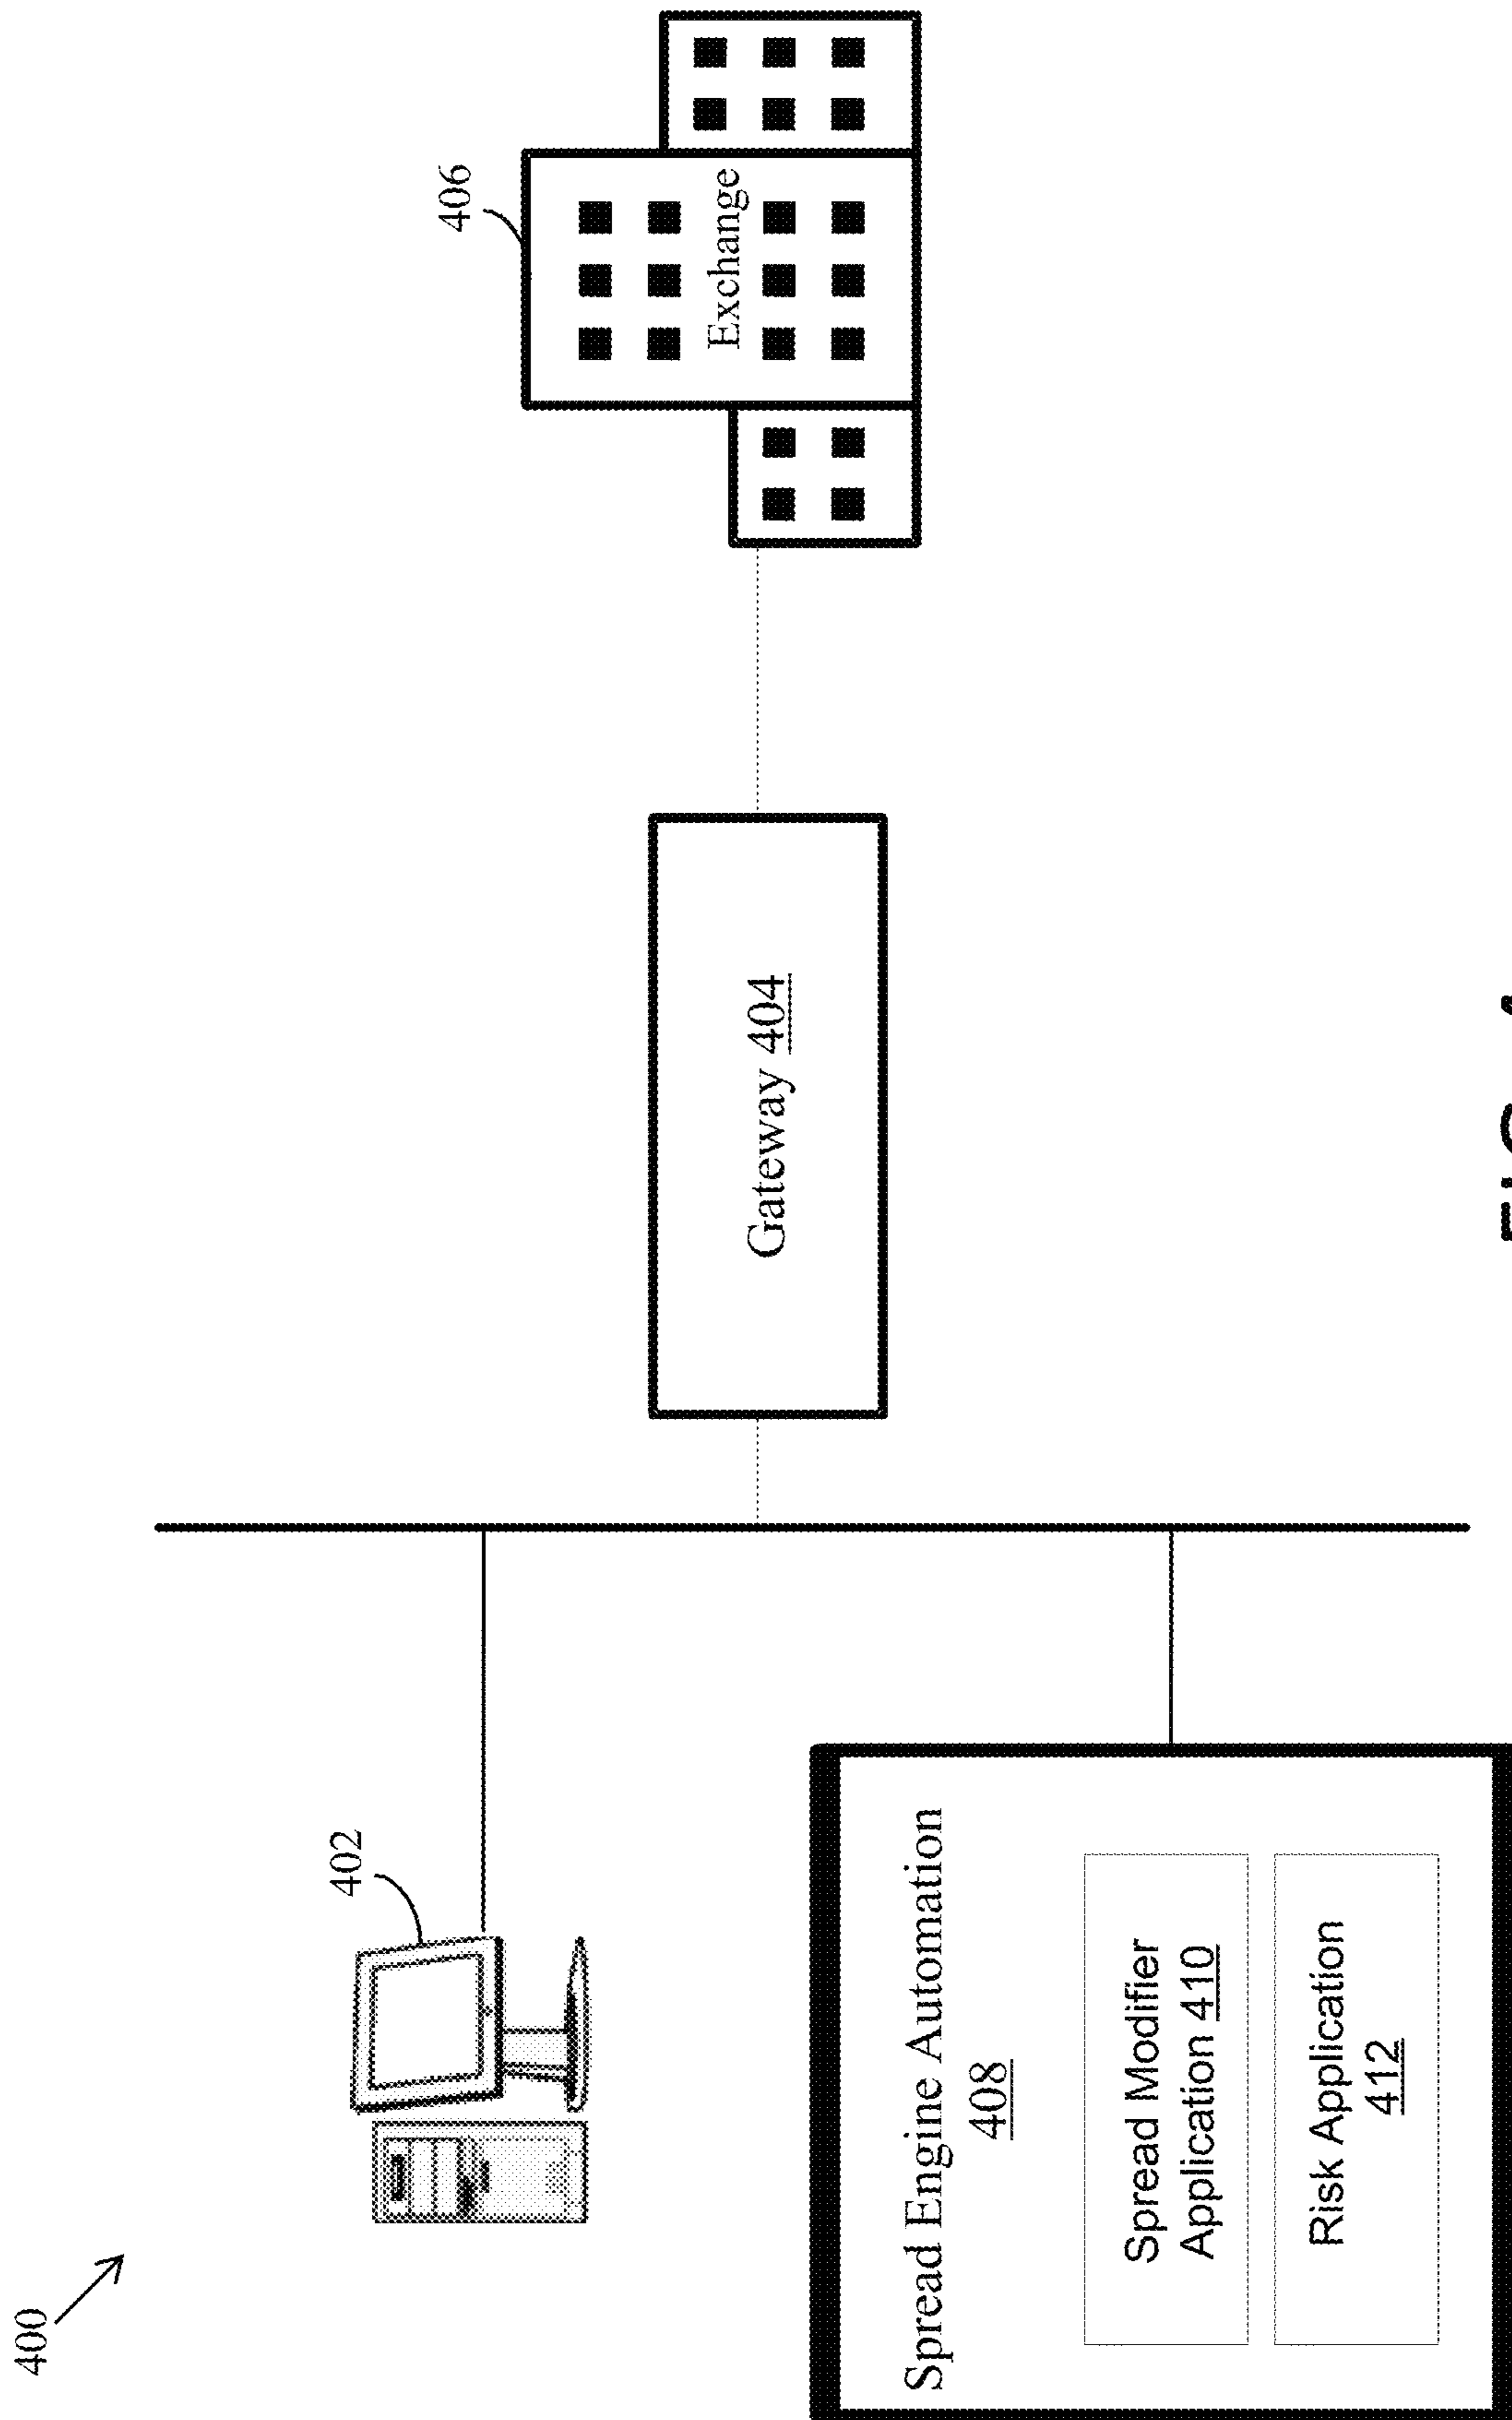 400
402
406
Exchange
Gateway 404
Spread Engine Automation
408
Spread Modifier
Application 410
Risk Application
412